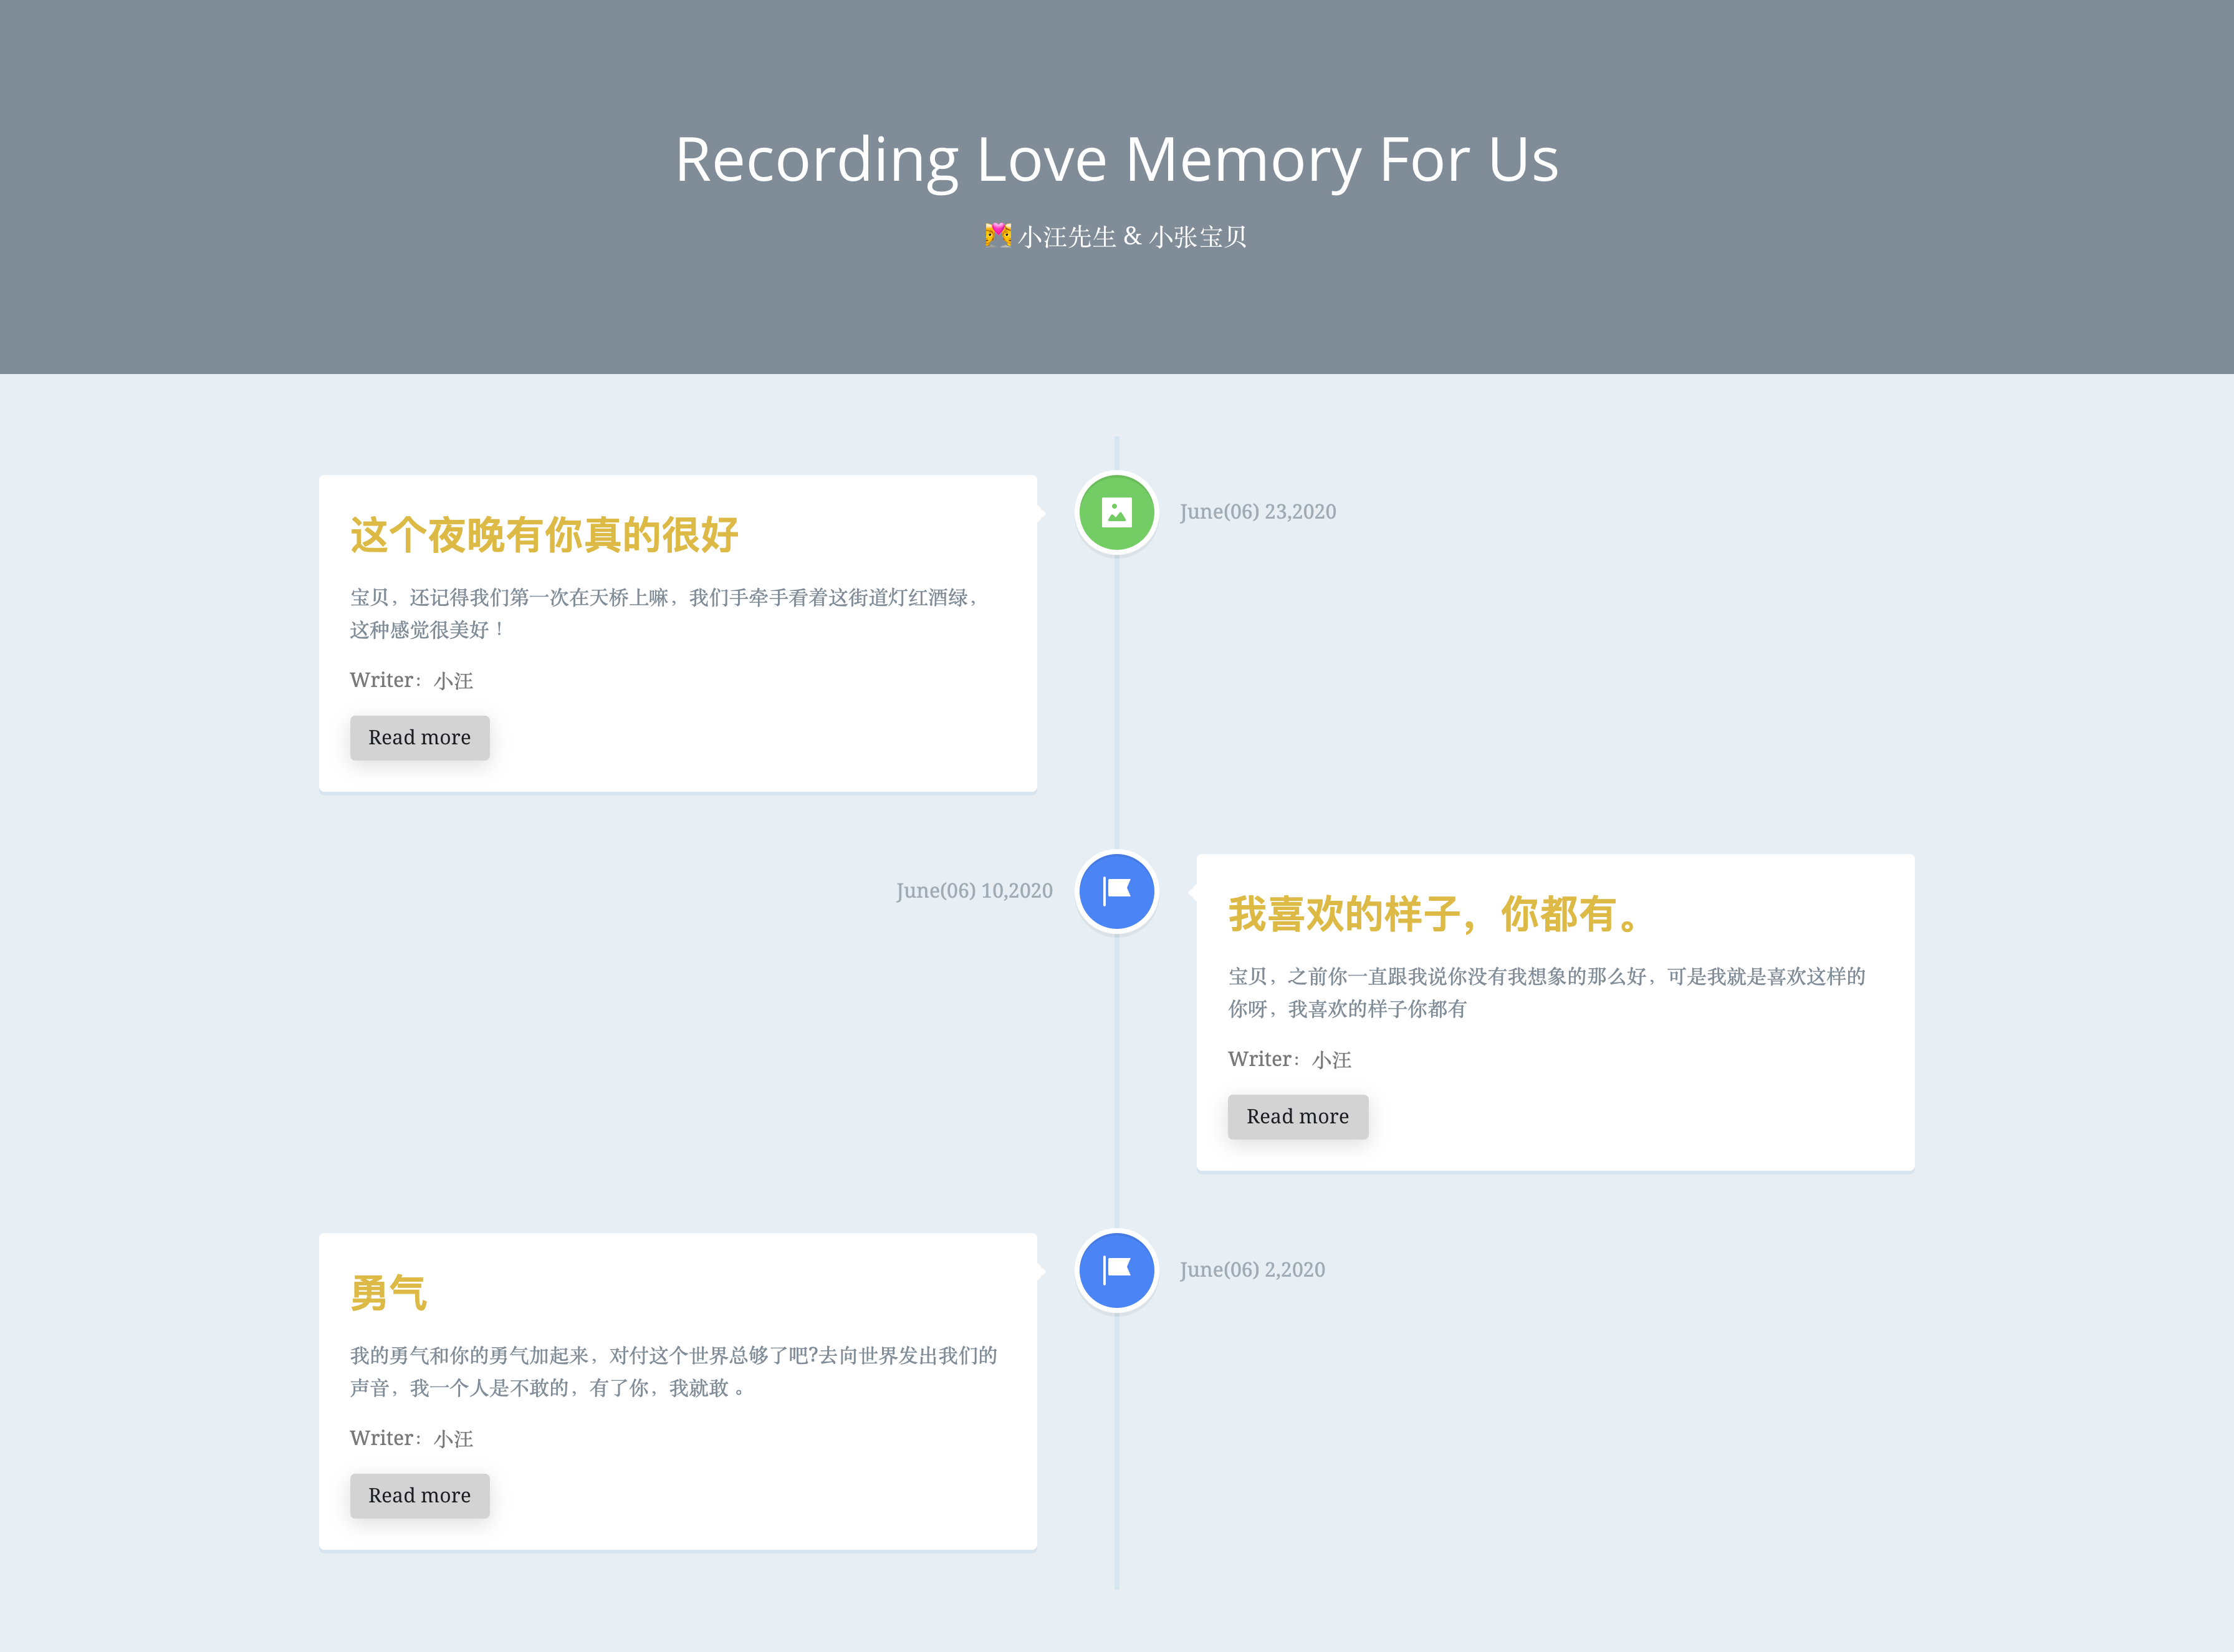 Recording Love Memory For Us
👩‍❤️‍👨 小汪先生 & 小张宝贝
这个夜晚有你真的很好
宝贝，还记得我们第一次在天桥上嘛，我们手牵手看着这街道灯红酒绿，
这种感觉很美好！
Writer：小汪
Read more
June(06) 23,2020
June(06) 10,2020
我喜欢的样子，你都有。
宝贝，之前你一直跟我说你没有我想象的那么好，可是我就是喜欢这样的
你呀，我喜欢的样子你都有
Writer：小汪
Read more
勇气
我的勇气和你的勇气加起来，对付这个世界总够了吧?去向世界发出我们的
声音，我一个人是不敢的，有了你，我就敢 。
Writer：小汪
Read more
June(06) 2,2020